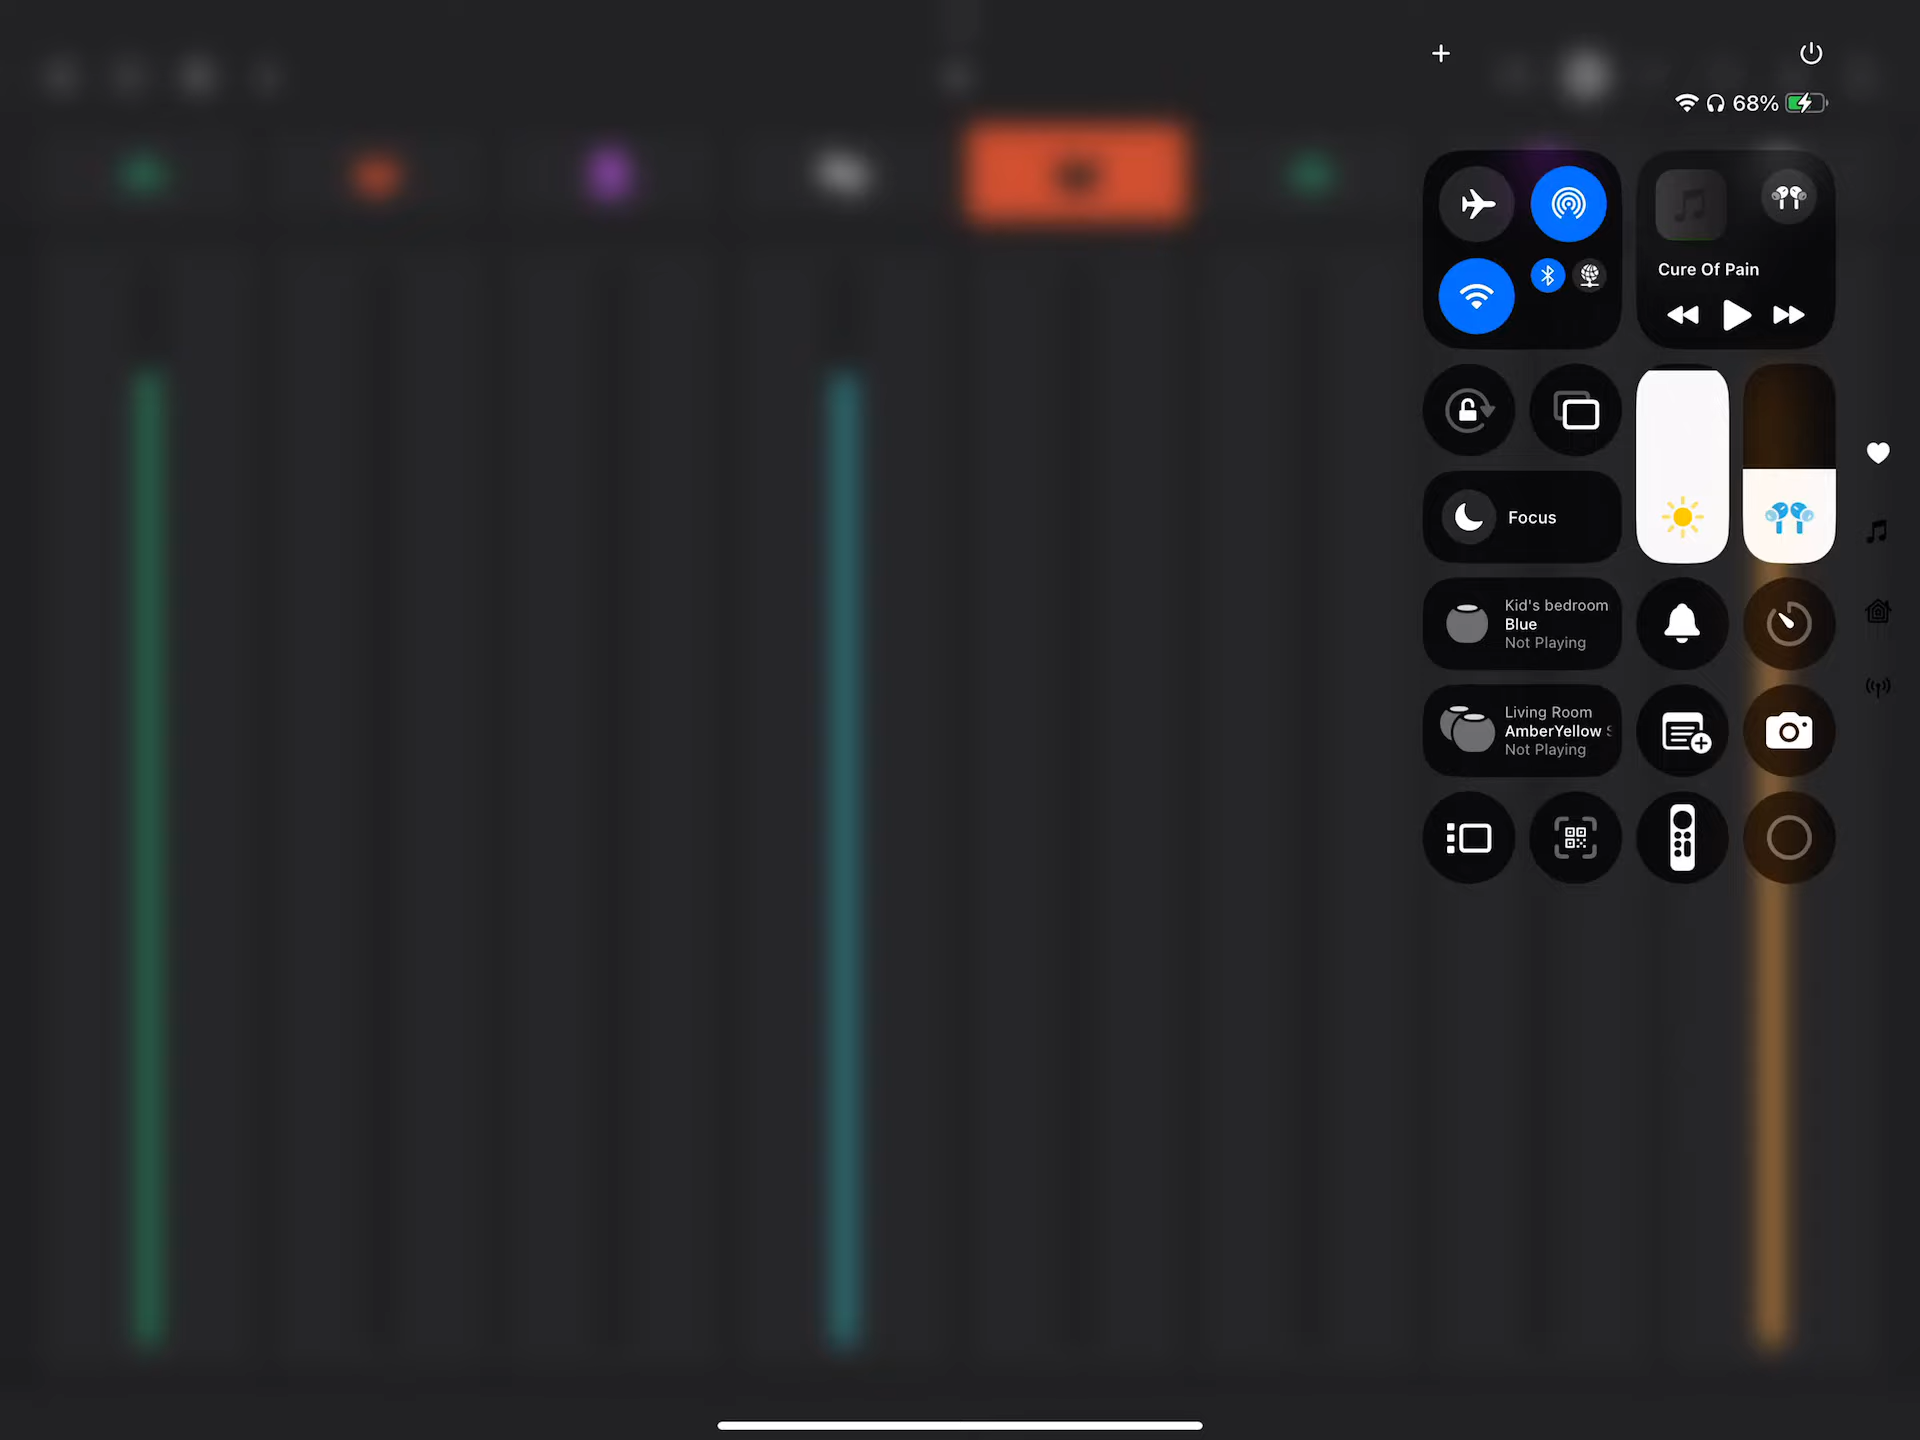 68%
Cure Of Pain
Focus
Kid's bedroom
Blue
Not Playing
Living Room
AmberYellow
Not Playing